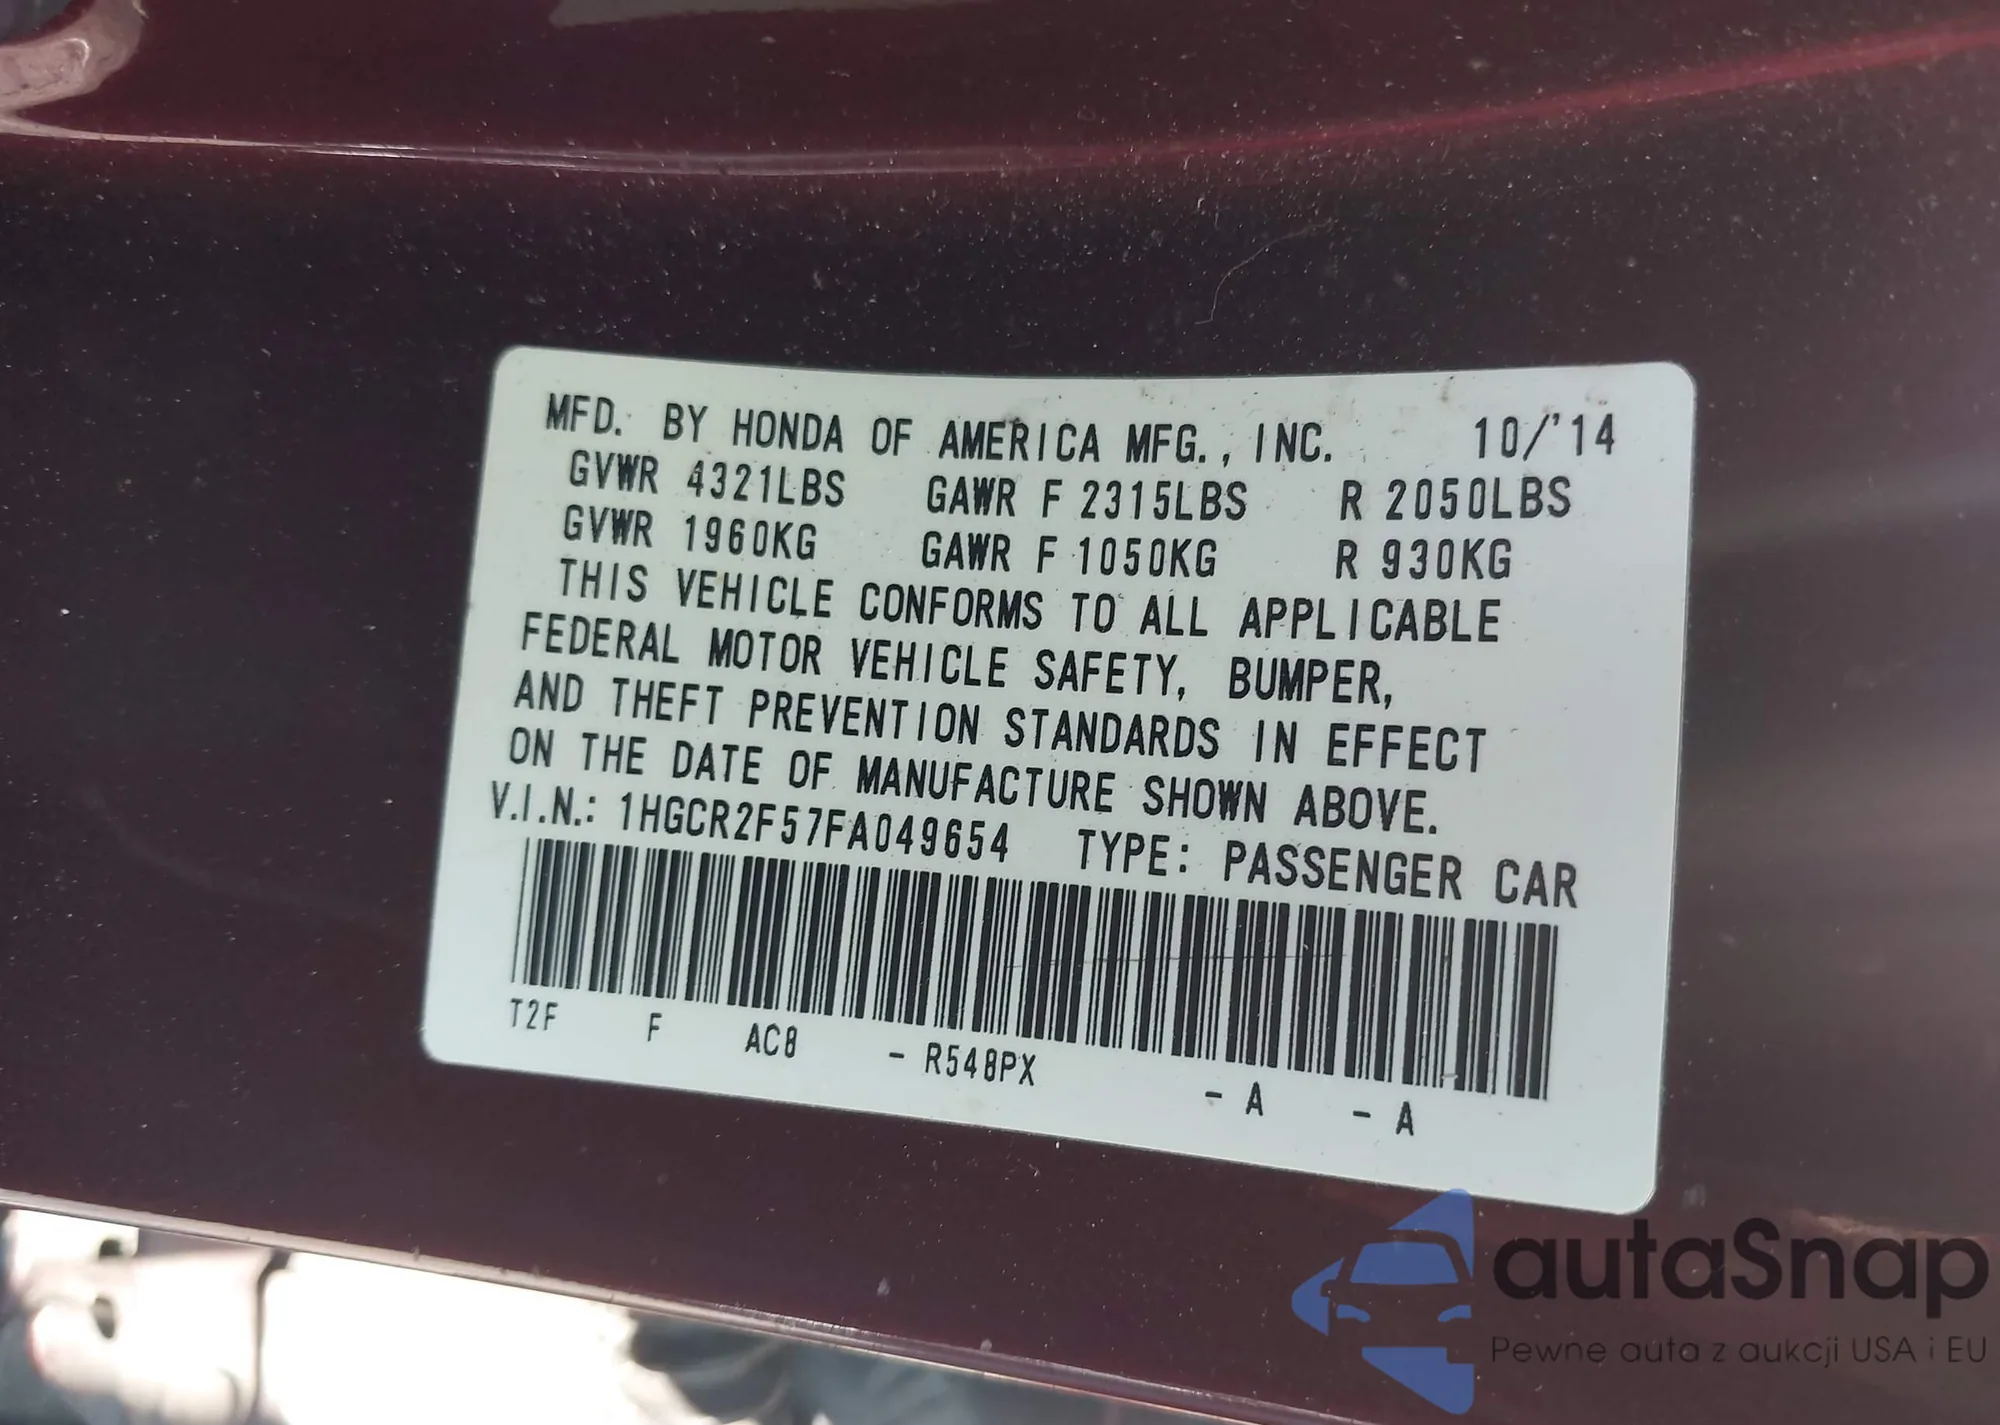 MFD. BY HONDA OF AMERICA MFG., INC. 10/'14
GVWR 4321LBS GAWR F 2315LBS R 2050LBS
GVWR 1960KG GAWR F 1050KG R 930KG
THIS VEHICLE CONFORMS TO ALL APPLICABLE
FEDERAL MOTOR VEHICLE SAFETY, BUMPER,
AND THEFT PREVENTION STANDARDS IN EFFECT
ON THE DATE OF MANUFACTURE SHOWN ABOVE.
V.I.N.: 1HGCR2F57FA049654 TYPE: PASSENGER CAR
T2F F AC8 - R548PX - A - A
autaSnap
Pewne auta z aukcji USA i EU